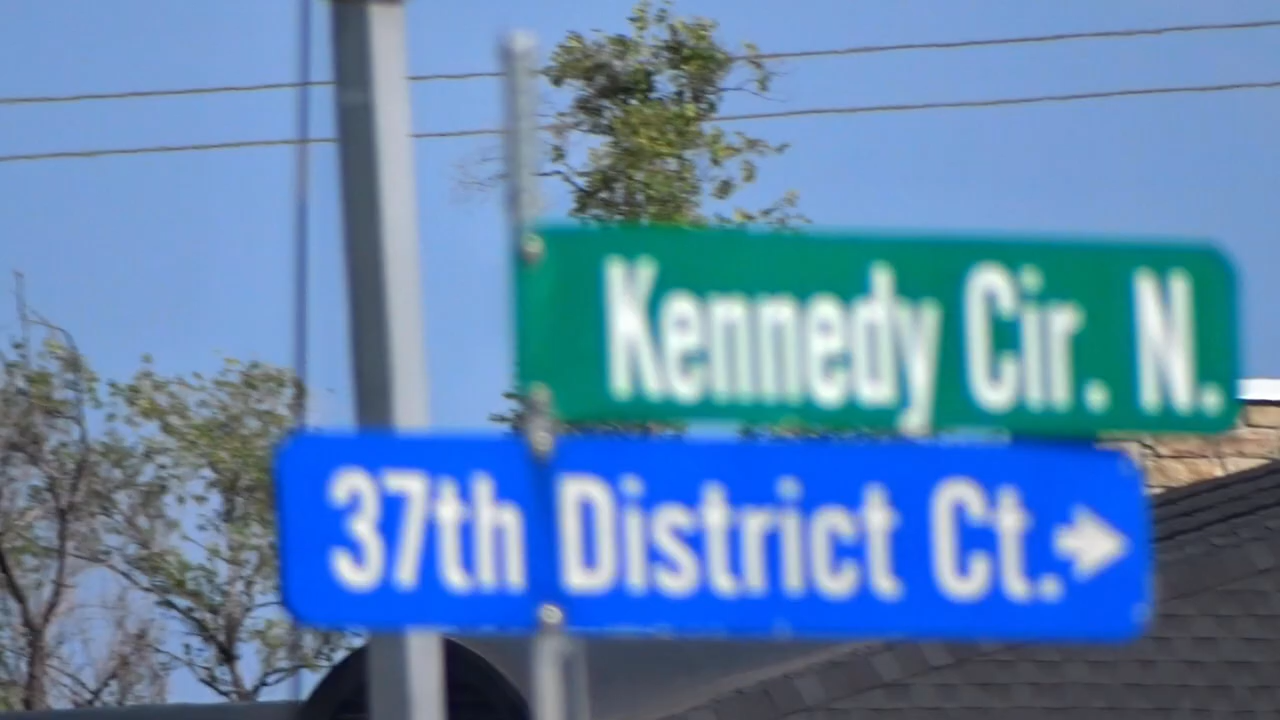 Kennedy Cir. N.
37th District Ct.→